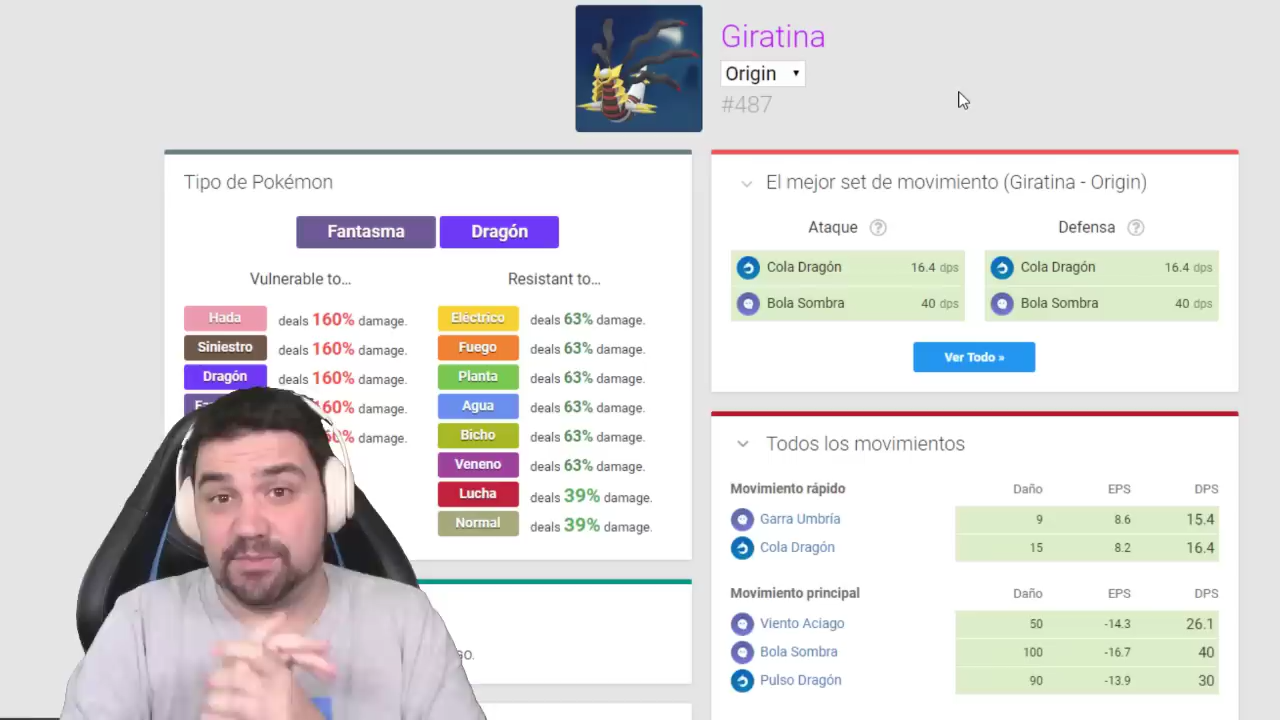 Giratina
Origin
#487
Tipo de Pokémon
Fantasma
Dragón
Vulnerable to...
Resistant to...
Hada deals 160% damage.
Siniestro deals 160% damage.
Dragón deals 160% damage.
160% damage.
damage.
Eléctrico deals 63% damage.
Fuego deals 63% damage.
Planta deals 63% damage.
Agua deals 63% damage.
Bicho deals 63% damage.
Veneno deals 63% damage.
Lucha deals 39% damage.
Normal deals 39% damage.
El mejor set de movimiento (Giratina - Origin)
Ataque ?
Defensa ?
Cola Dragón 16.4 dps
Bola Sombra 40 dps
Cola Dragón 16.4 dps
Bola Sombra 40 dps
Ver Todo »
Todos los movimientos
Movimiento rápido Daño EPS DPS
Garra Umbría 9 8.6 15.4
Cola Dragón 15 8.2 16.4
Movimiento principal Daño EPS DPS
Viento Aciago 50 -14.3 26.1
Bola Sombra 100 -16.7 40
Pulso Dragón 90 -13.9 30